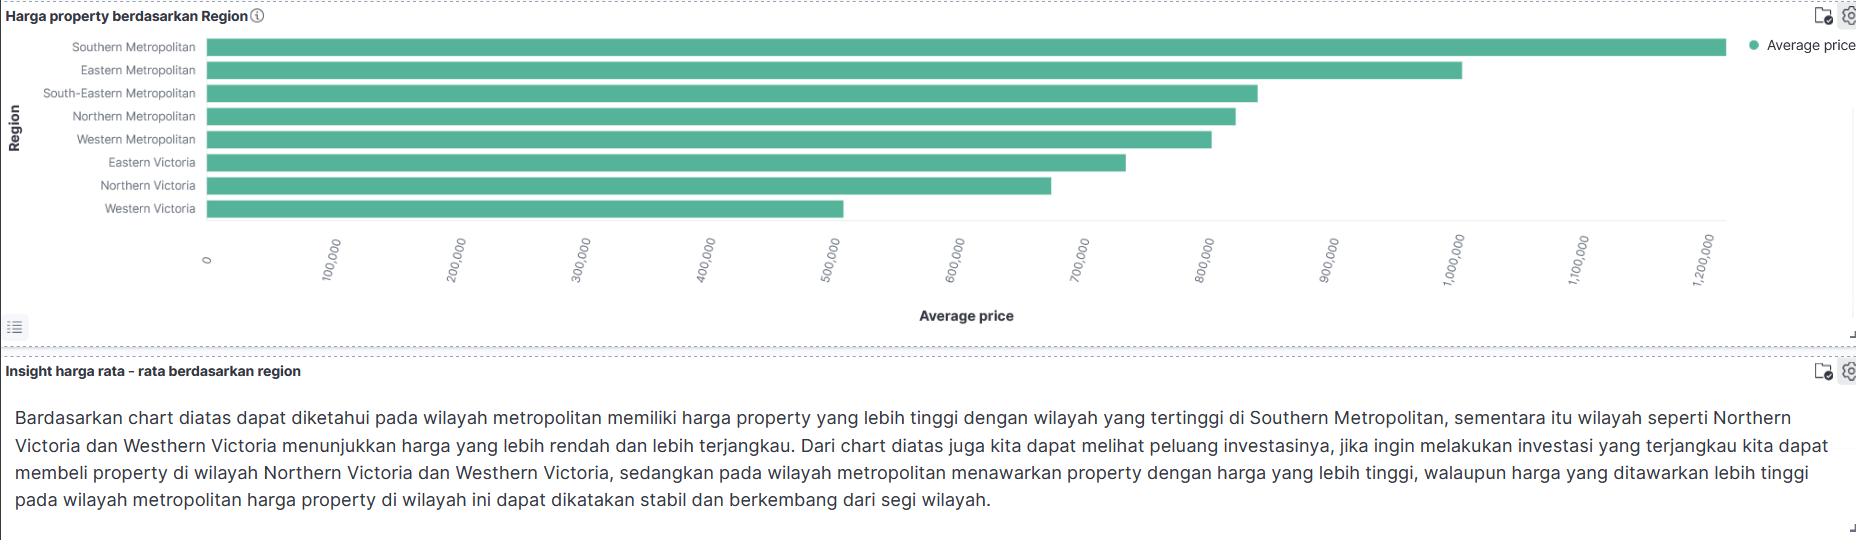 Harga property berdasarkan Region
Southern Metropolitan
Eastern Metropolitan
South-Eastern Metropolitan
Northern Metropolitan
Western Metropolitan
Eastern Victoria
Northern Victoria
Western Victoria
Region
0
100,000
200,000
300,000
400,000
500,000
600,000
700,000
800,000
900,000
1,000,000
1,100,000
1,200,000
Average price
Average price
Insight harga rata - rata berdasarkan region
Bardasarkan chart diatas dapat diketahui pada wilayah metropolitan memiliki harga property yang lebih tinggi dengan wilayah yang tertinggi di Southern Metropolitan, sementara itu wilayah seperti Northern
Victoria dan Westhern Victoria menunjukkan harga yang lebih rendah dan lebih terjangkau. Dari chart diatas juga kita dapat melihat peluang investasinya, jika ingin melakukan investasi yang terjangkau kita dapat
membeli property di wilayah Northern Victoria dan Westhern Victoria, sedangkan pada wilayah metropolitan menawarkan property dengan harga yang lebih tinggi, walaupun harga yang ditawarkan lebih tinggi
pada wilayah metropolitan harga property di wilayah ini dapat dikatakan stabil dan berkembang dari segi wilayah.